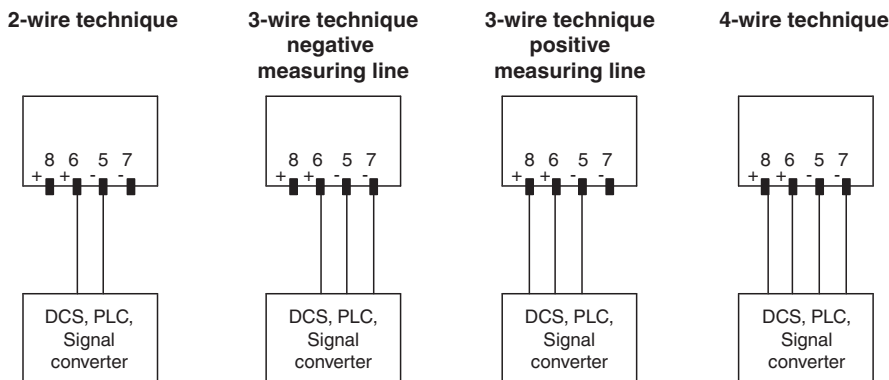 2-wire technique
3-wire technique
negative
measuring line
3-wire technique
positive
measuring line
4-wire technique
8 6 5 7
+ + - -
8 6 5 7
+ + - -
8 6 5 7
+ + - -
8 6 5 7
+ + - -
DCS, PLC,
Signal
converter
DCS, PLC,
Signal
converter
DCS, PLC,
Signal
converter
DCS, PLC,
Signal
converter